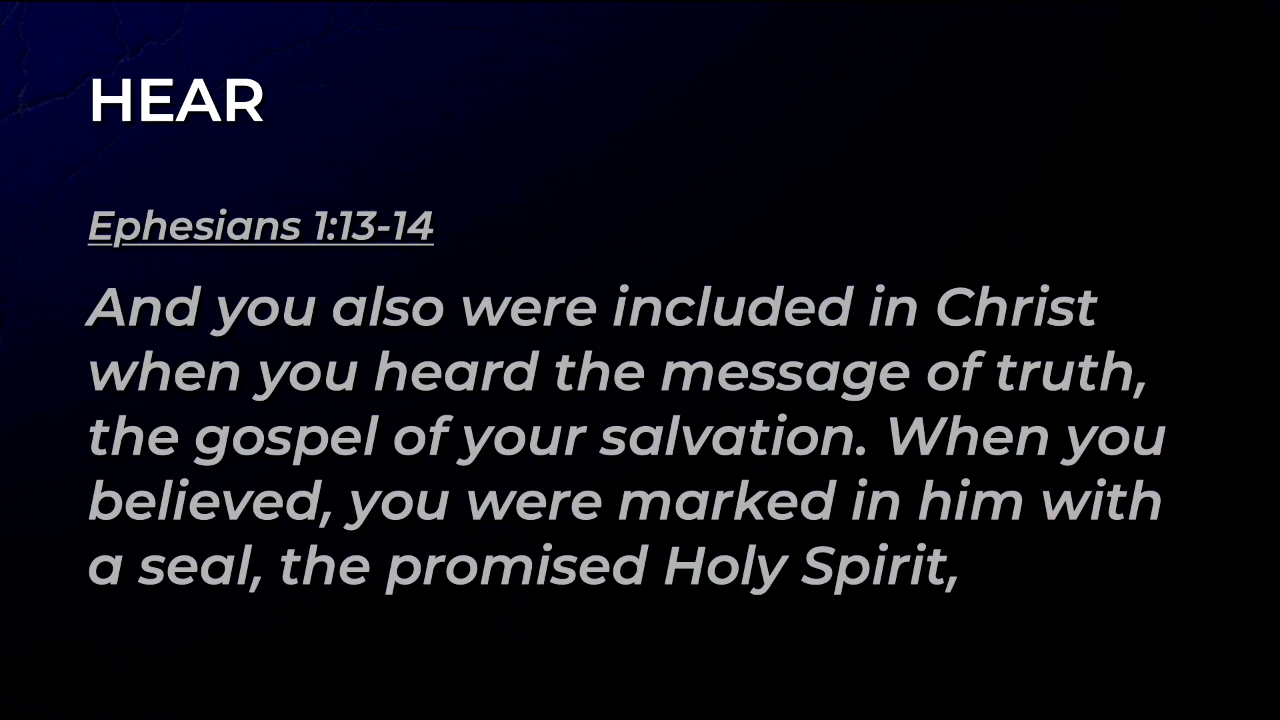 HEAR
Ephesians 1:13-14
And you also were included in Christ
when you heard the message of truth,
the gospel of your salvation. When you
believed, you were marked in him with
a seal, the promised Holy Spirit,